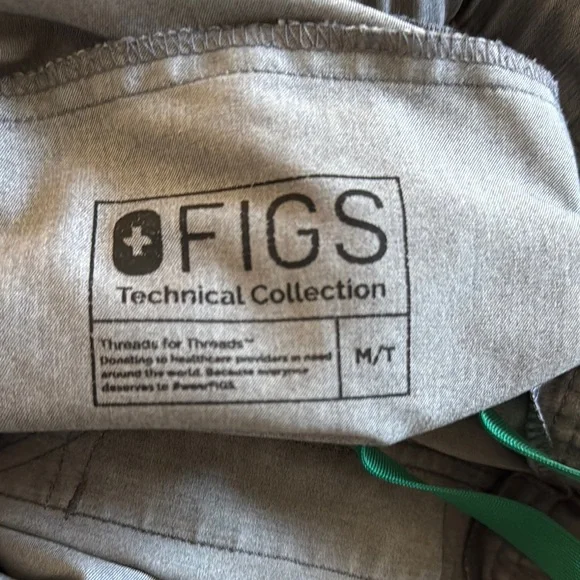 FIGS
Technical Collection
Threads for Threads™
Donating to healthcare providers in need
around the world. Because everyone
deserves to #wearFIGS
M/T